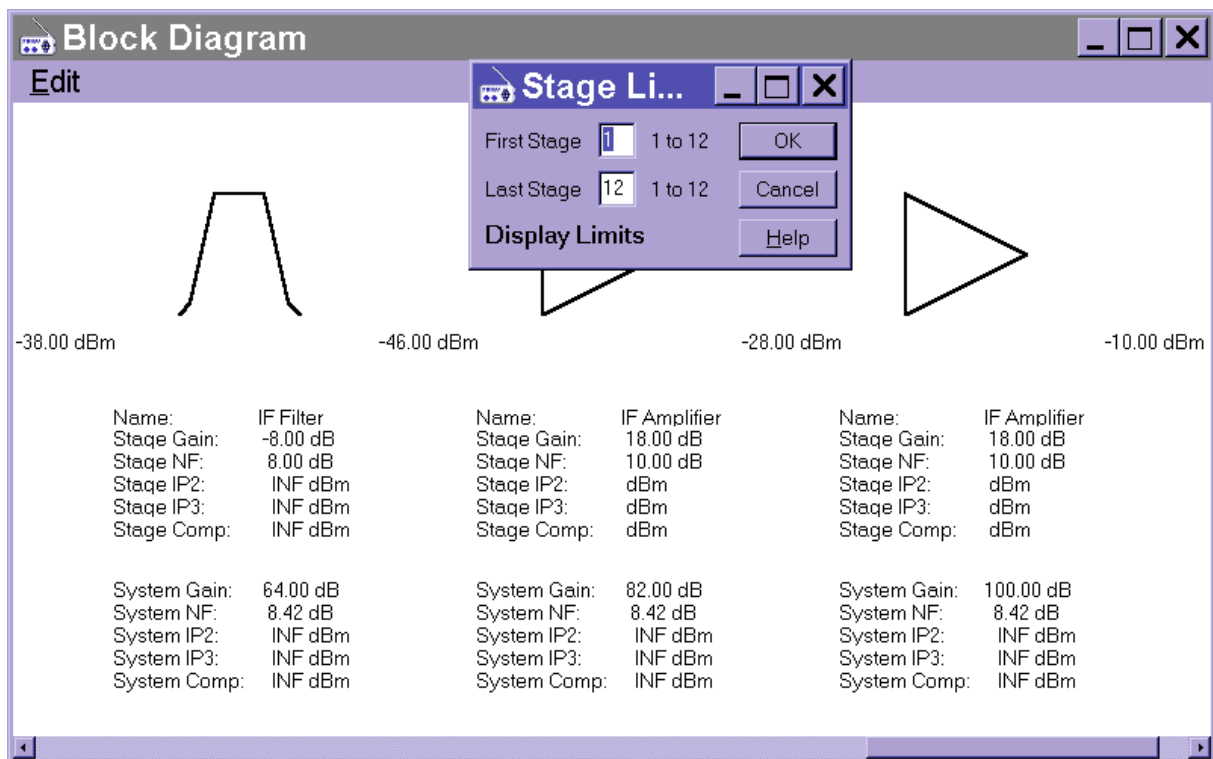 Block Diagram
Edit
Stage Li...
First Stage 1 1 to 12 OK
Last Stage 12 1 to 12 Cancel
Display Limits Help
-38.00 dBm -46.00 dBm -28.00 dBm -10.00 dBm
Name: IF Filter Name: IF Amplifier Name: IF Amplifier
Stage Gain: -8.00 dB Stage Gain: 18.00 dB Stage Gain: 18.00 dB
Stage NF: 8.00 dB Stage NF: 10.00 dB Stage NF: 10.00 dB
Stage IP2: INF dBm Stage IP2: dBm Stage IP2: dBm
Stage IP3: INF dBm Stage IP3: dBm Stage IP3: dBm
Stage Comp: INF dBm Stage Comp: dBm Stage Comp: dBm
System Gain: 64.00 dB System Gain: 82.00 dB System Gain: 100.00 dB
System NF: 8.42 dB System NF: 8.42 dB System NF: 8.42 dB
System IP2: INF dBm System IP2: INF dBm System IP2: INF dBm
System IP3: INF dBm System IP3: INF dBm System IP3: INF dBm
System Comp: INF dBm System Comp: INF dBm System Comp: INF dBm